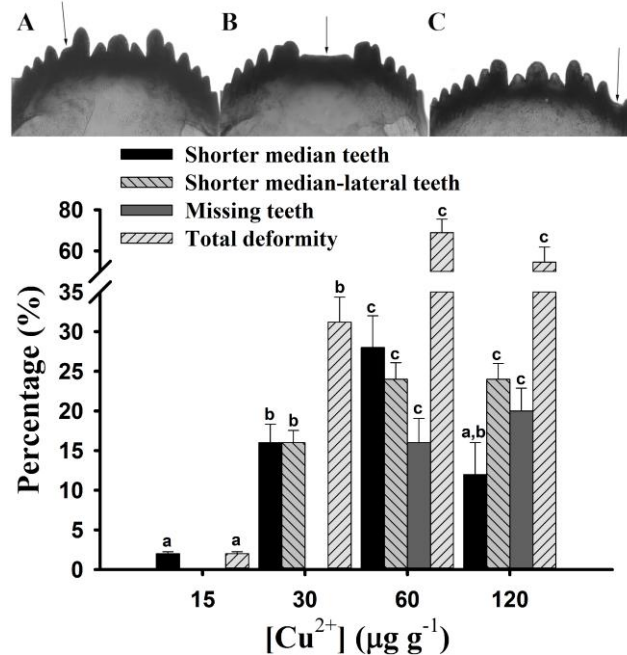 A B C
Shorter median teeth
Shorter median-lateral teeth
Missing teeth
Total deformity
Percentage (%)
80
60
35
30
25
20
15
10
5
0
a a
b b b
c c c c
a,b c c c
15 30 60 120
[Cu²⁺] (µg g⁻¹)